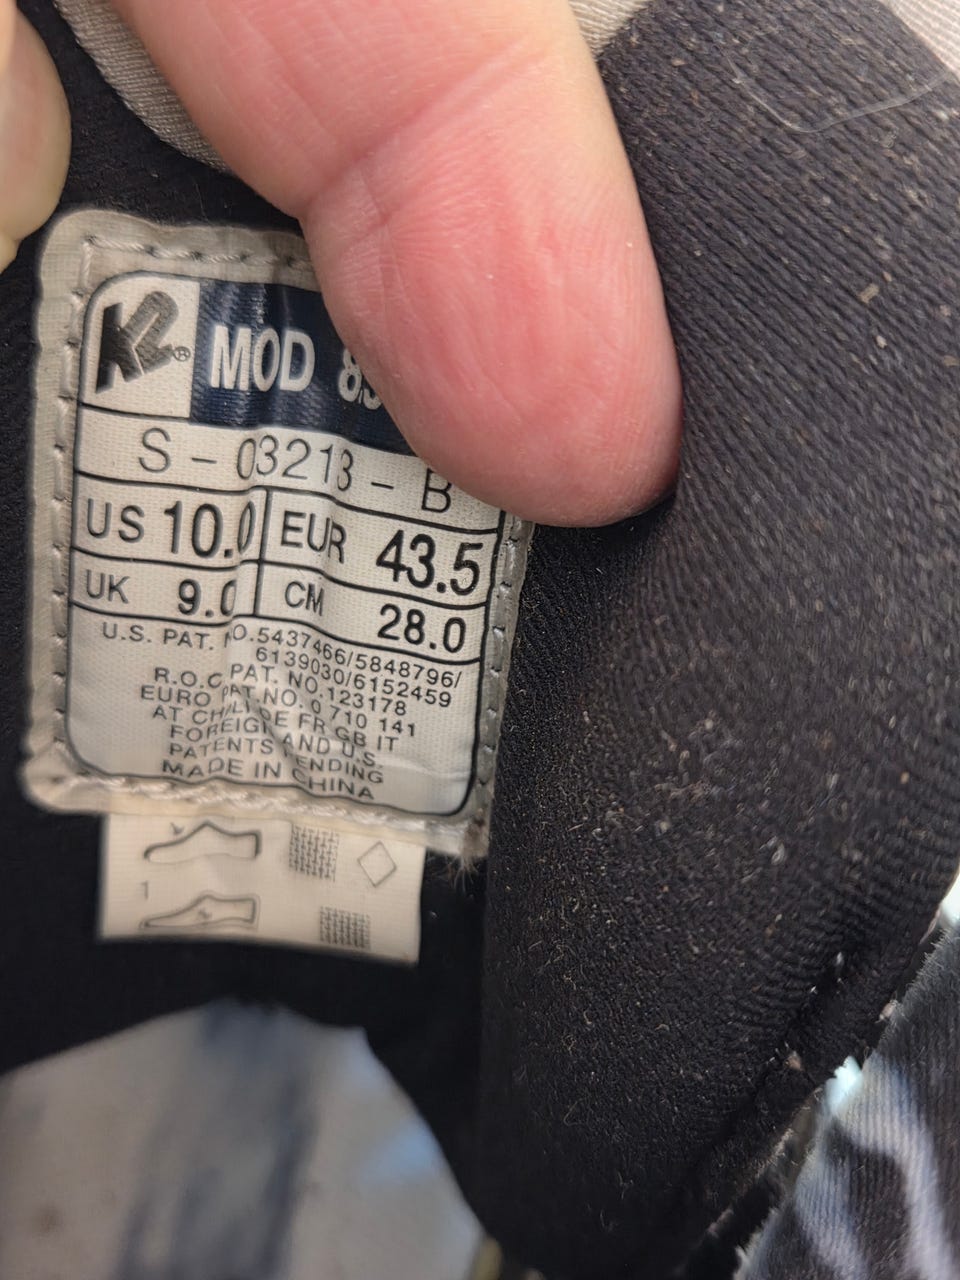 K2®
MOD
S - 03213 - B
US 10.0 EUR 43.5
UK 9.0 CM 28.0
U.S. PAT. NO.5437466/5848796/
6139030/6152459
R.O.C PAT. NO.123178
EURO PAT NO. 0 710 141
AT CH/LI DE FR GB IT
FOREIGN AND U.S.
PATENTS PENDING
MADE IN CHINA
1